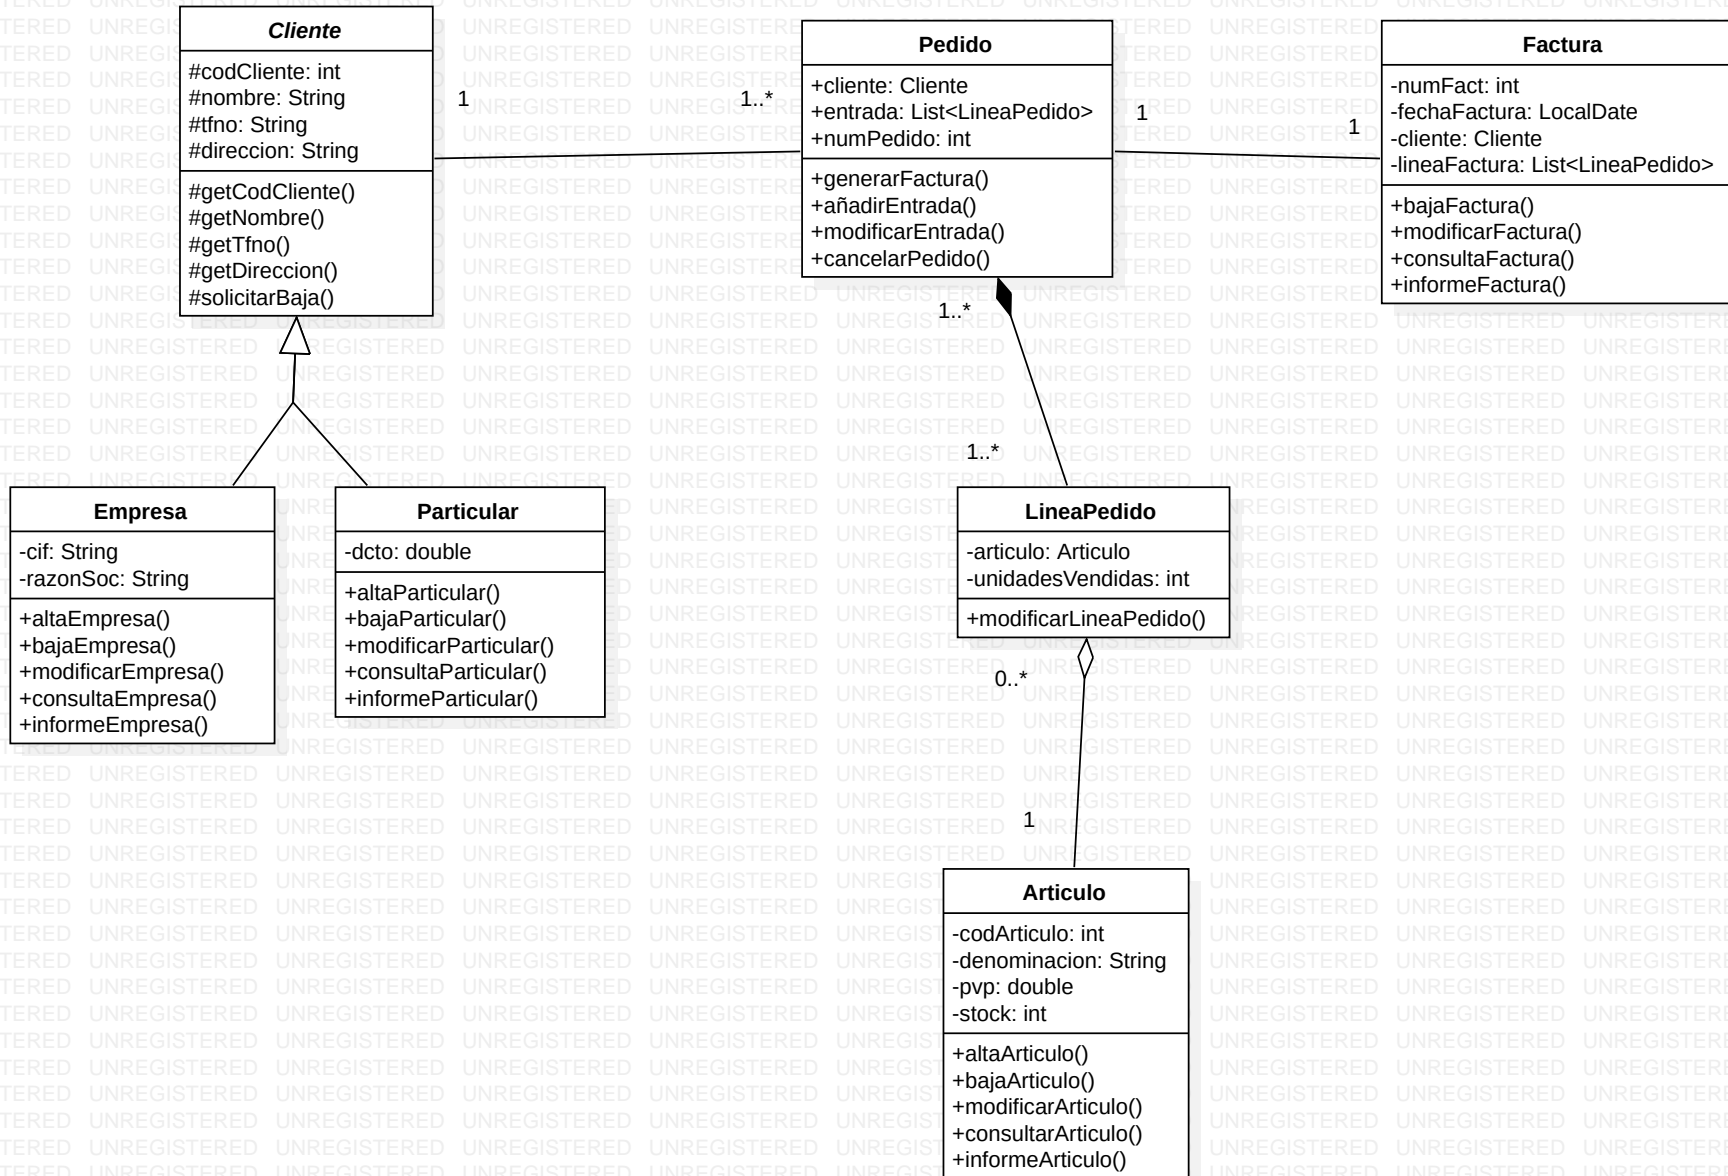 Cliente
#codCliente: int
#nombre: String
#tfno: String
#direccion: String
#getCodCliente()
#getNombre()
#getTfno()
#getDireccion()
#solicitarBaja()
1
1..*
Pedido
+cliente: Cliente
+entrada: List<LineaPedido>
+numPedido: int
+generarFactura()
+añadirEntrada()
+modificarEntrada()
+cancelarPedido()
1
1
Factura
-numFact: int
-fechaFactura: LocalDate
-cliente: Cliente
-lineaFactura: List<LineaPedido>
+bajaFactura()
+modificarFactura()
+consultaFactura()
+informeFactura()
1..*
1..*
Empresa
-cif: String
-razonSoc: String
+altaEmpresa()
+bajaEmpresa()
+modificarEmpresa()
+consultaEmpresa()
+informeEmpresa()
Particular
-dcto: double
+altaParticular()
+bajaParticular()
+modificarParticular()
+consultaParticular()
+informeParticular()
LineaPedido
-articulo: Articulo
-unidadesVendidas: int
+modificarLineaPedido()
0..*
1
Articulo
-codArticulo: int
-denominacion: String
-pvp: double
-stock: int
+altaArticulo()
+bajaArticulo()
+modificarArticulo()
+consultarArticulo()
+informeArticulo()
UNREGISTERED